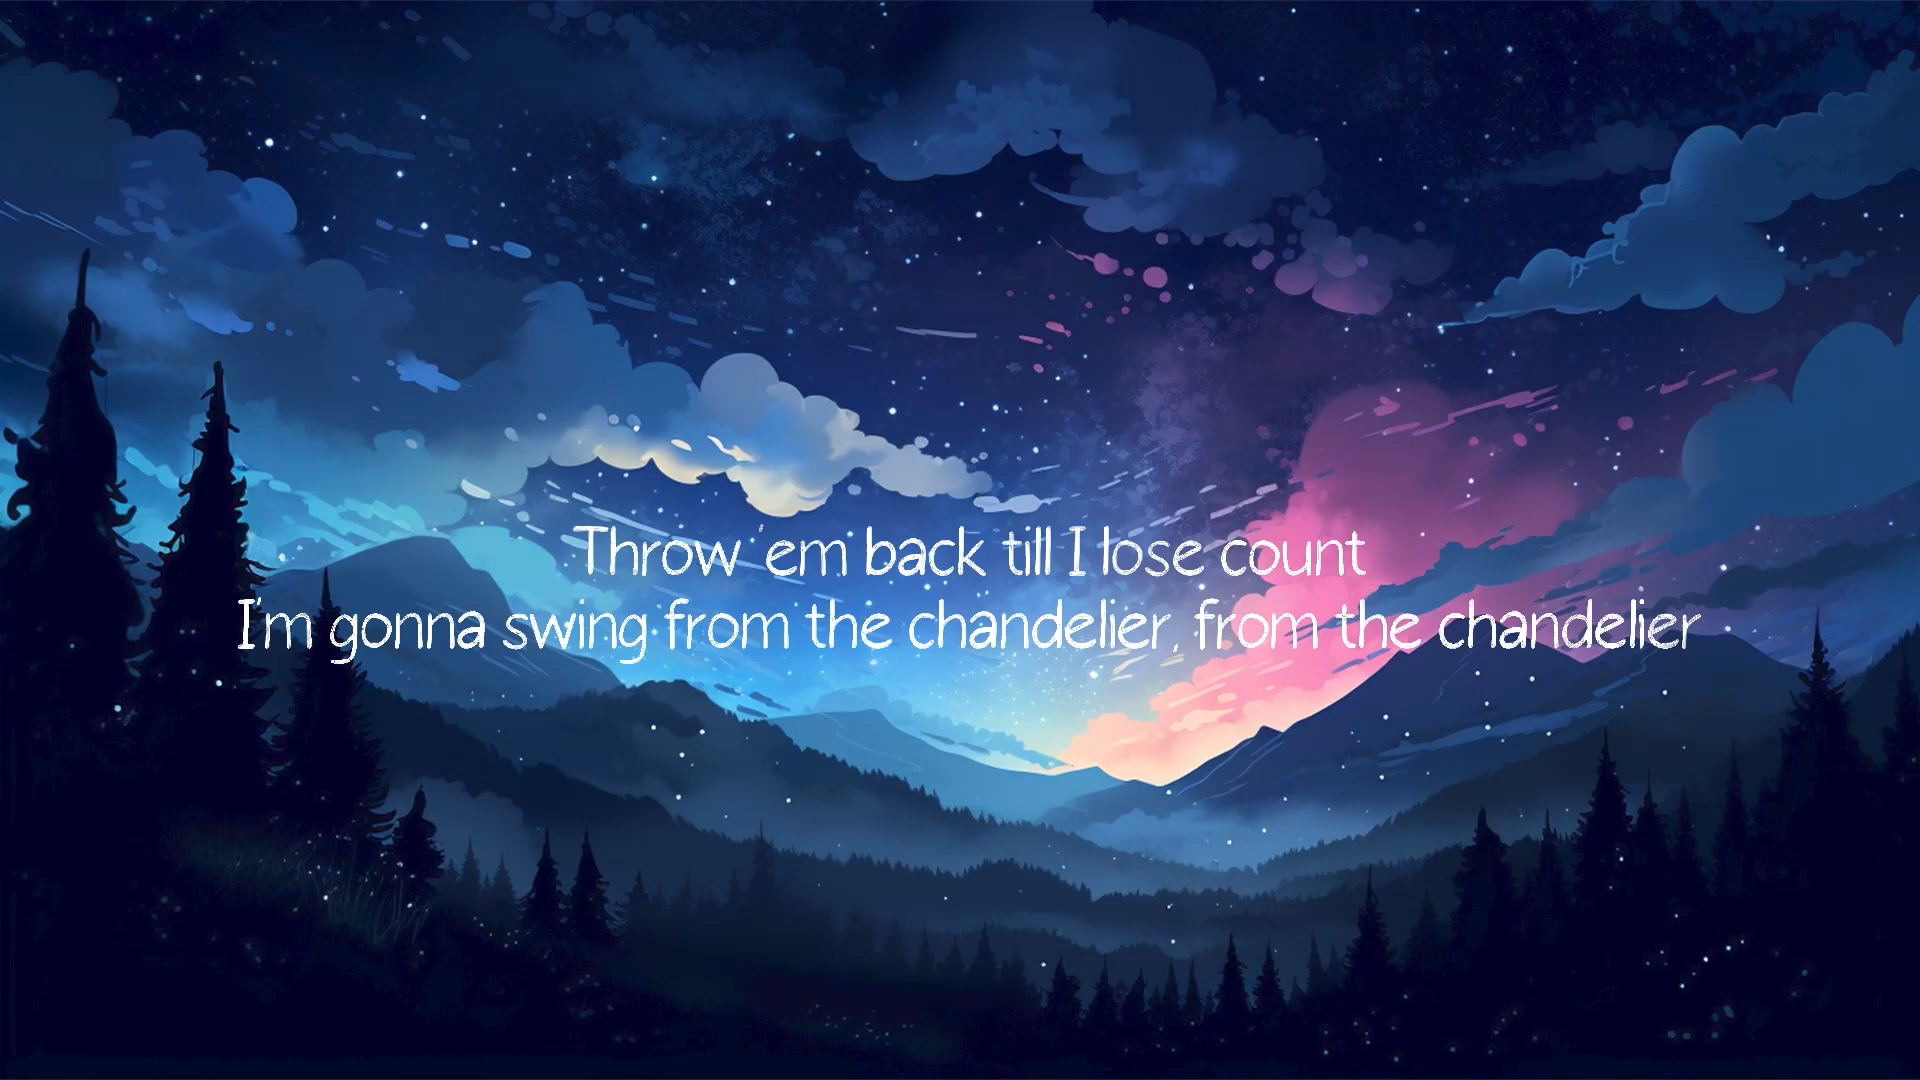 Throw 'em back till I lose count
I'm gonna swing from the chandelier, from the chandelier